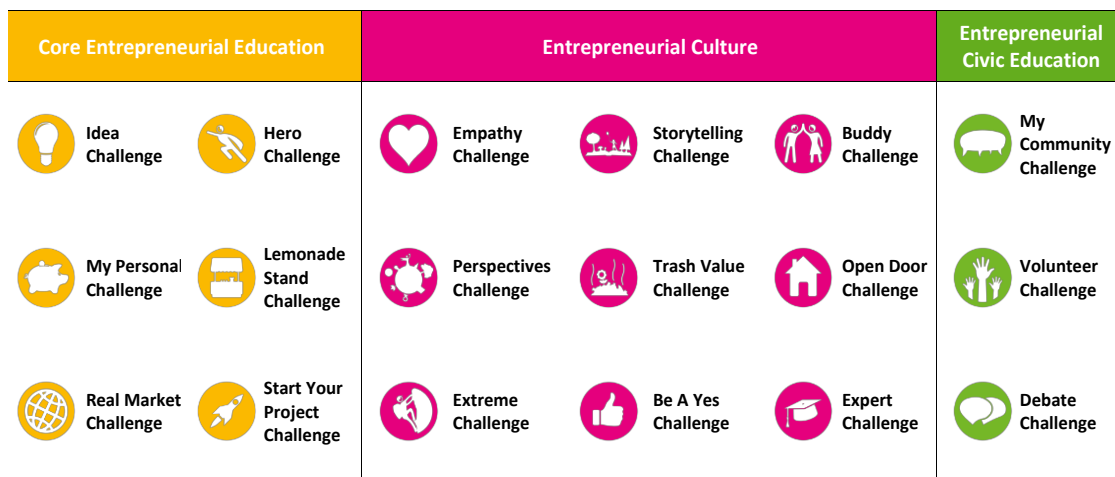 Core Entrepreneurial Education
Entrepreneurial Culture
Entrepreneurial
Civic Education
Idea
Challenge
Hero
Challenge
Empathy
Challenge
Storytelling
Challenge
Buddy
Challenge
My
Community
Challenge
My Personal
Challenge
Lemonade
Stand
Challenge
Perspectives
Challenge
Trash Value
Challenge
Open Door
Challenge
Volunteer
Challenge
Real Market
Challenge
Start Your
Project
Challenge
Extreme
Challenge
Be A Yes
Challenge
Expert
Challenge
Debate
Challenge